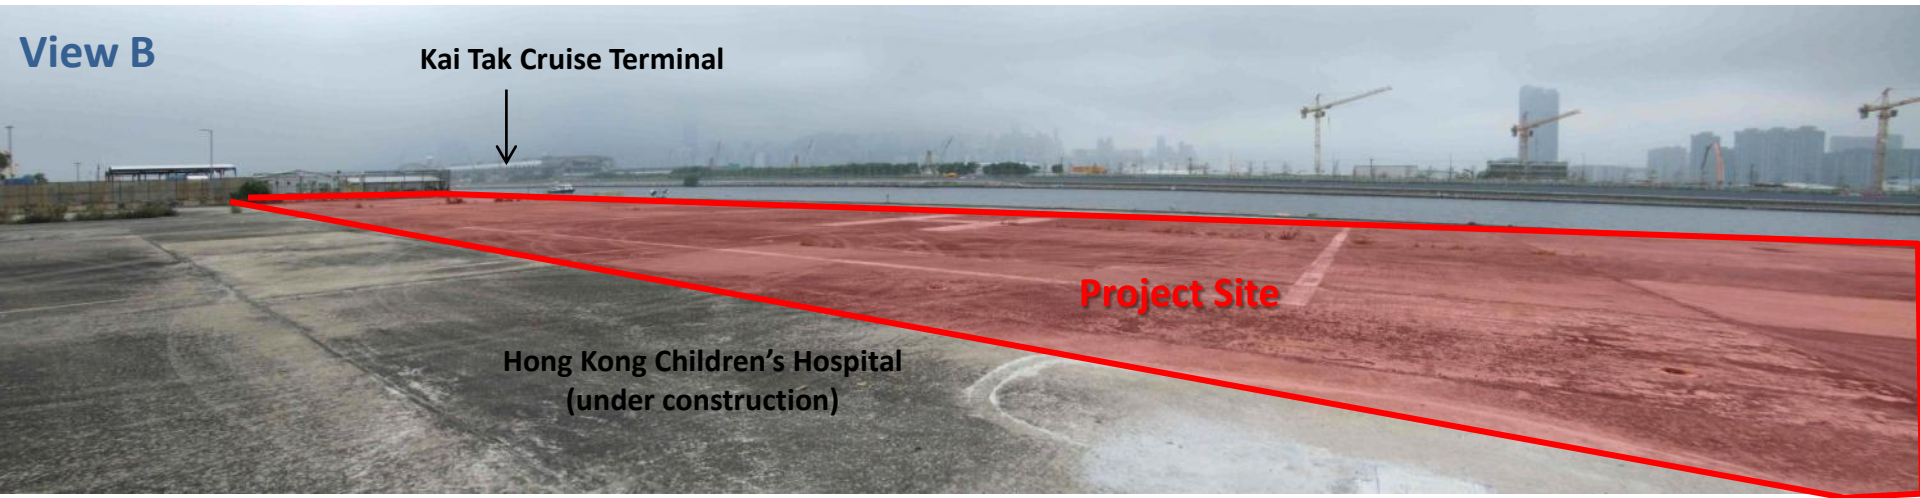 View B
Kai Tak Cruise Terminal
Project Site
Hong Kong Children’s Hospital
(under construction)